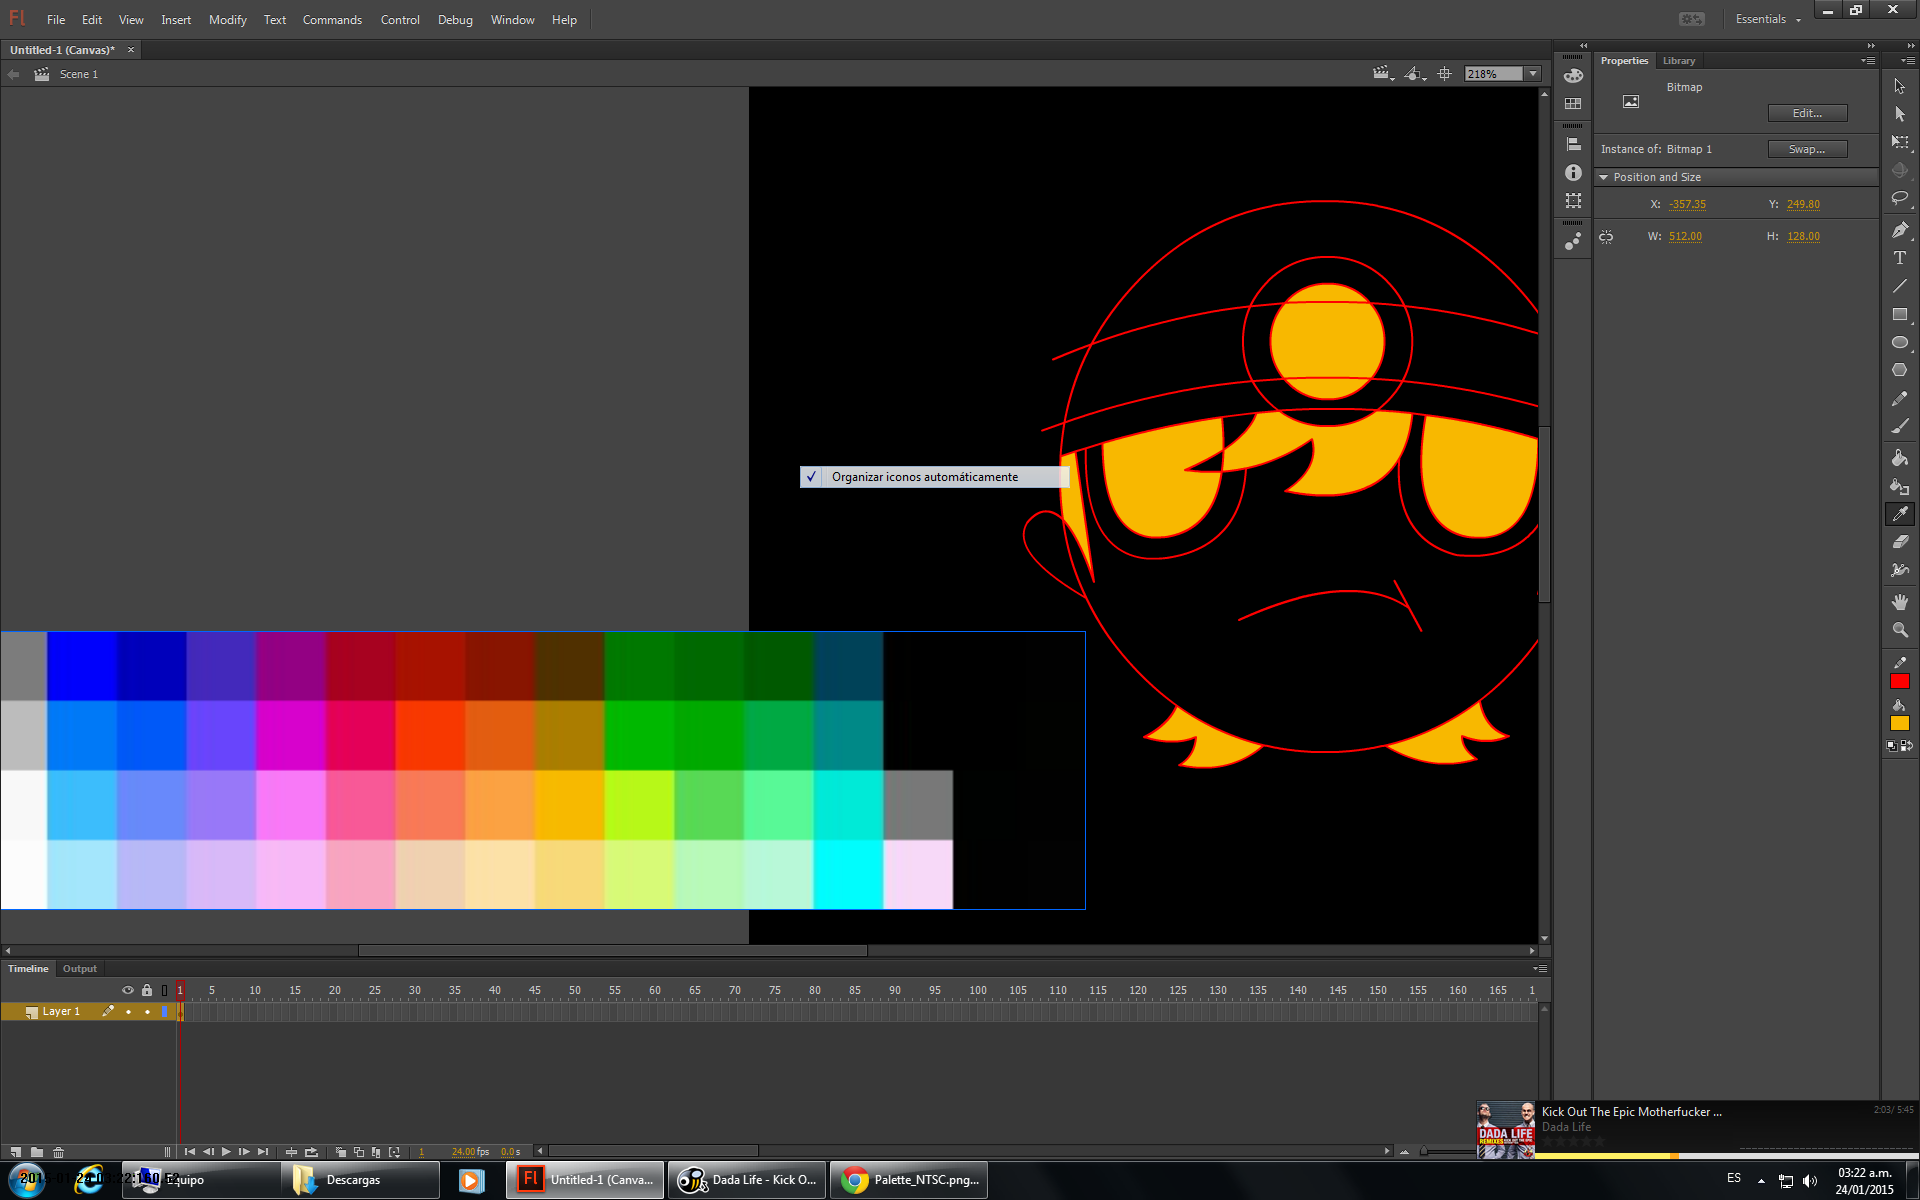 Fl File Edit View Insert Modify Text Commands Control Debug Window Help Essentials
Untitled-1 (Canvas)* ×
Scene 1 218%
Properties Library
Bitmap
Edit...
Instance of: Bitmap 1 Swap...
Position and Size
X: -357.35 Y: 249.80
W: 512.00 H: 128.00
Organizar iconos automáticamente
Timeline Output
1 5 10 15 20 25 30 35 40 45 50 55 60 65 70 75 80 85 90 95 100 105 110 115 120 125 130 135 140 145 150 155 160 165 1
Layer 1
1 24.00 fps 0.0 s
Kick Out The Epic Motherfucker ... 2:03/ 5:45
Dada Life
DADA LIFE
Equipo Descargas Fl Untitled-1 (Canva... Dada Life - Kick O... Palette_NTSC.png...
ES 03:22 a.m.
24/01/2015